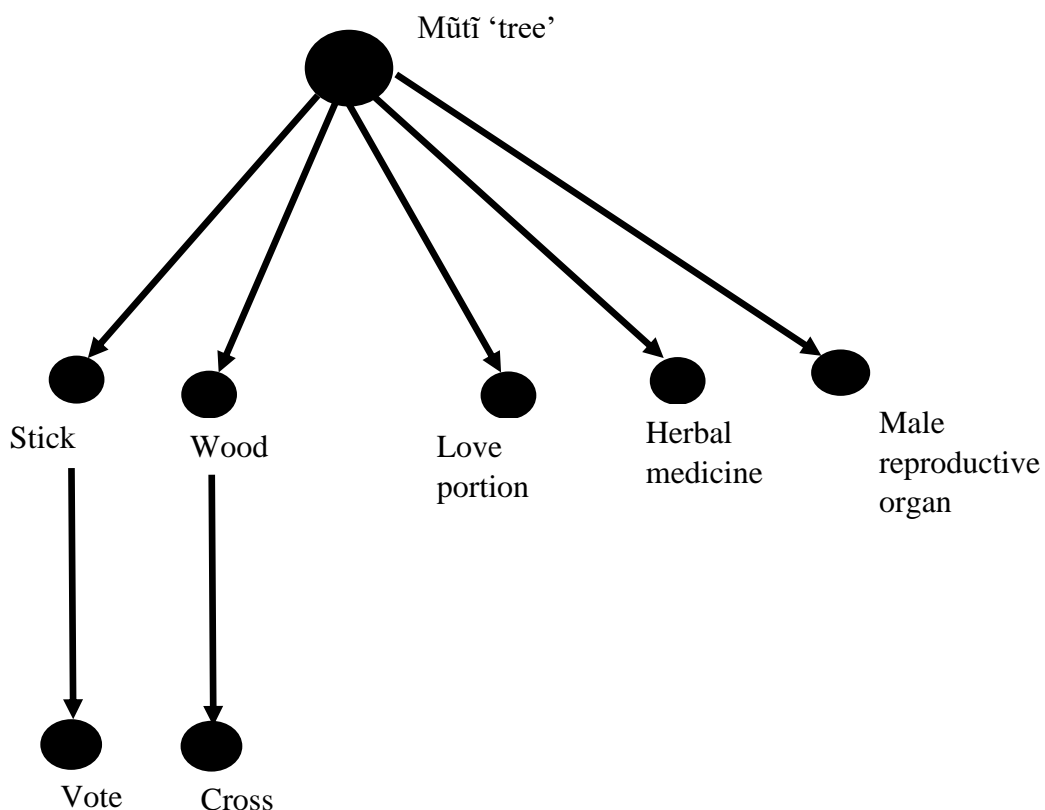 Mũtĩ ‘tree’
Stick
Wood
Love
portion
Herbal
medicine
Male
reproductive
organ
Vote
Cross